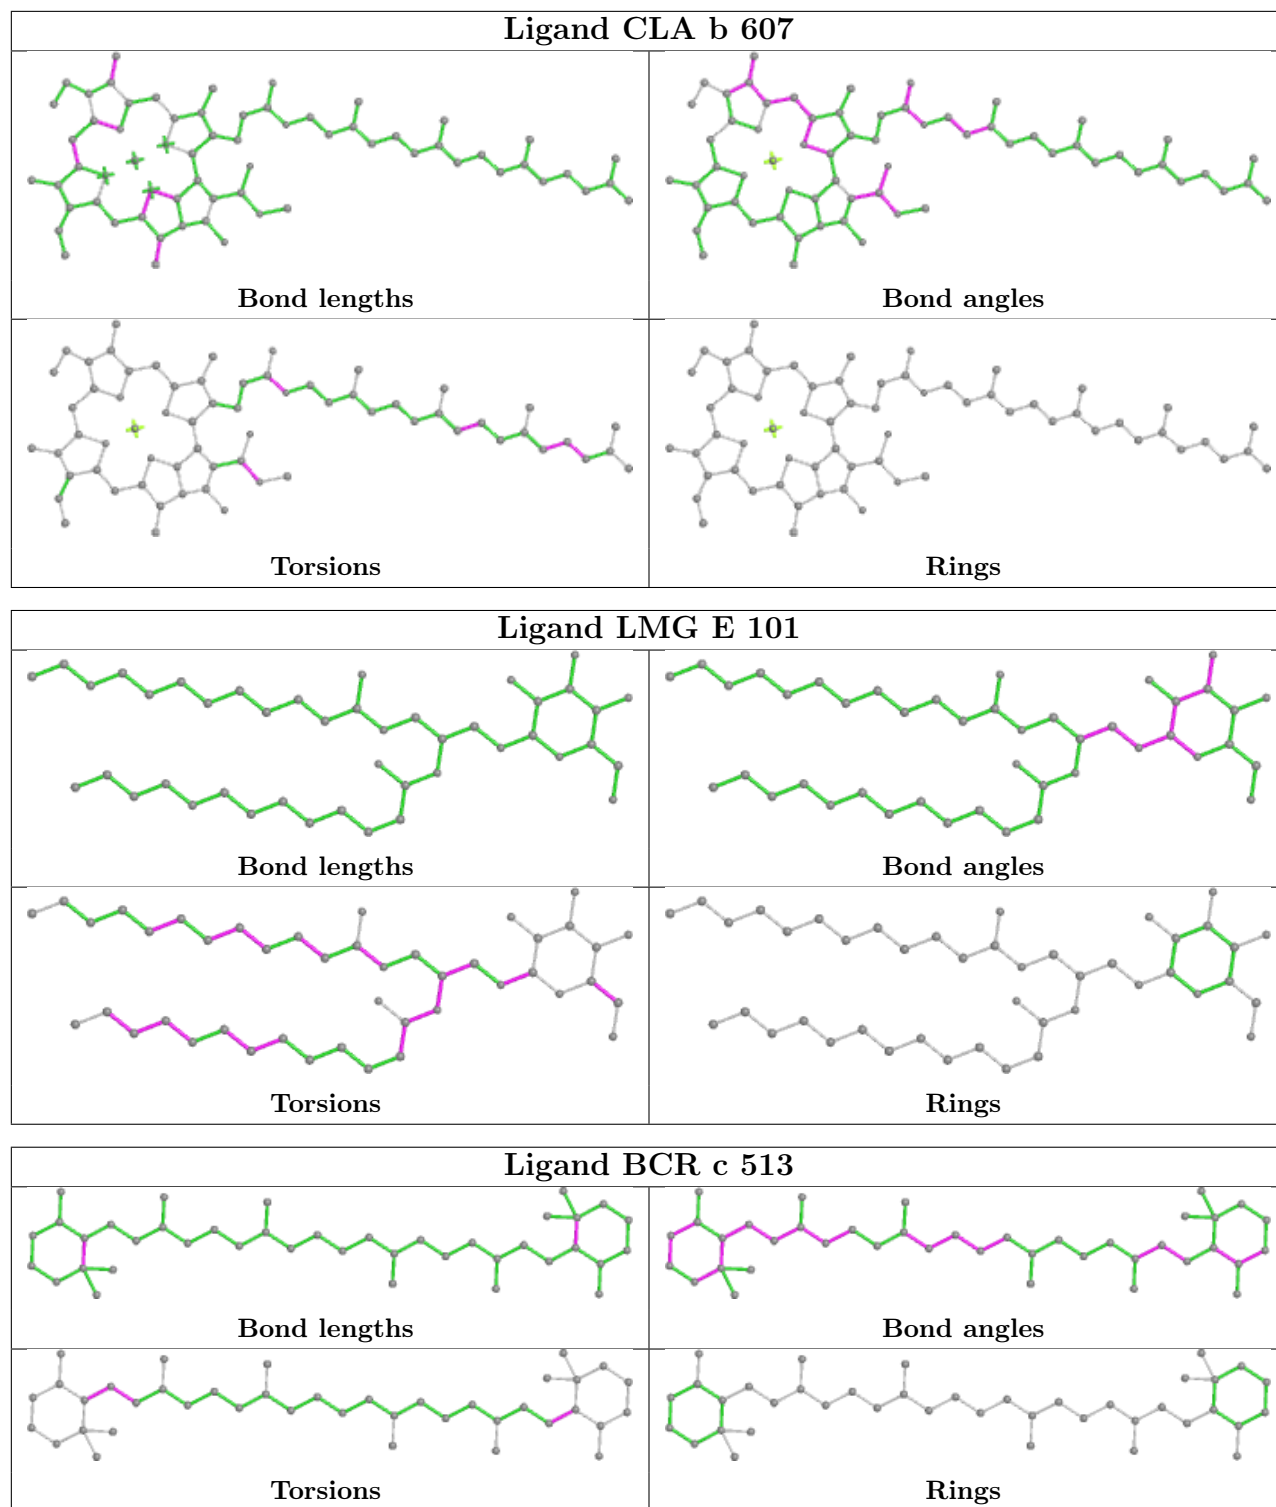 Ligand CLA b 607
Bond lengths
Bond angles
Torsions
Rings
Ligand LMG E 101
Bond lengths
Bond angles
Torsions
Rings
Ligand BCR c 513
Bond lengths
Bond angles
Torsions
Rings